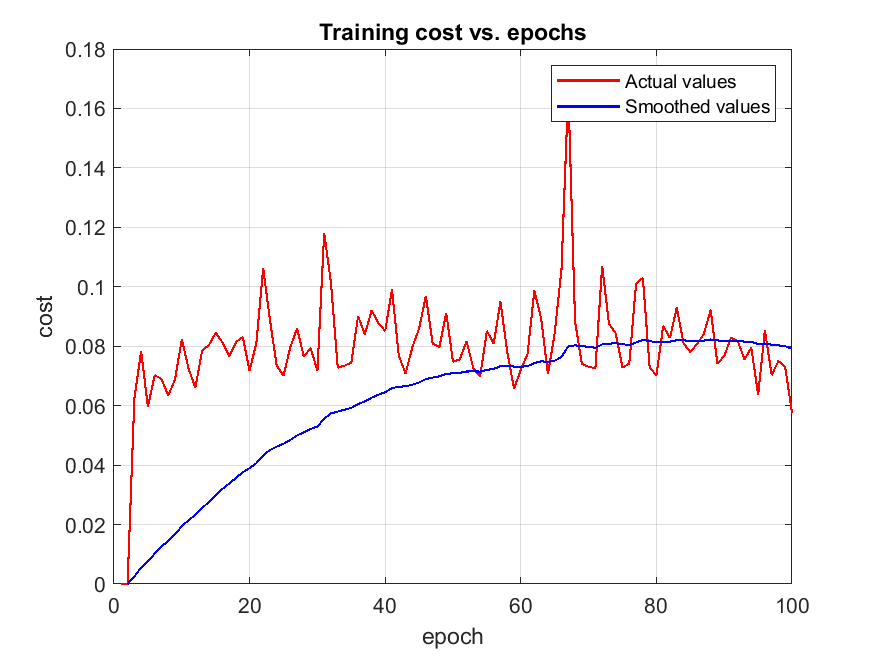 Training cost vs. epochs
0.18
0.16
0.14
0.12
0.1
0.08
0.06
0.04
0.02
0
cost
Actual values
Smoothed values
0 20 40 60 80 100
epoch